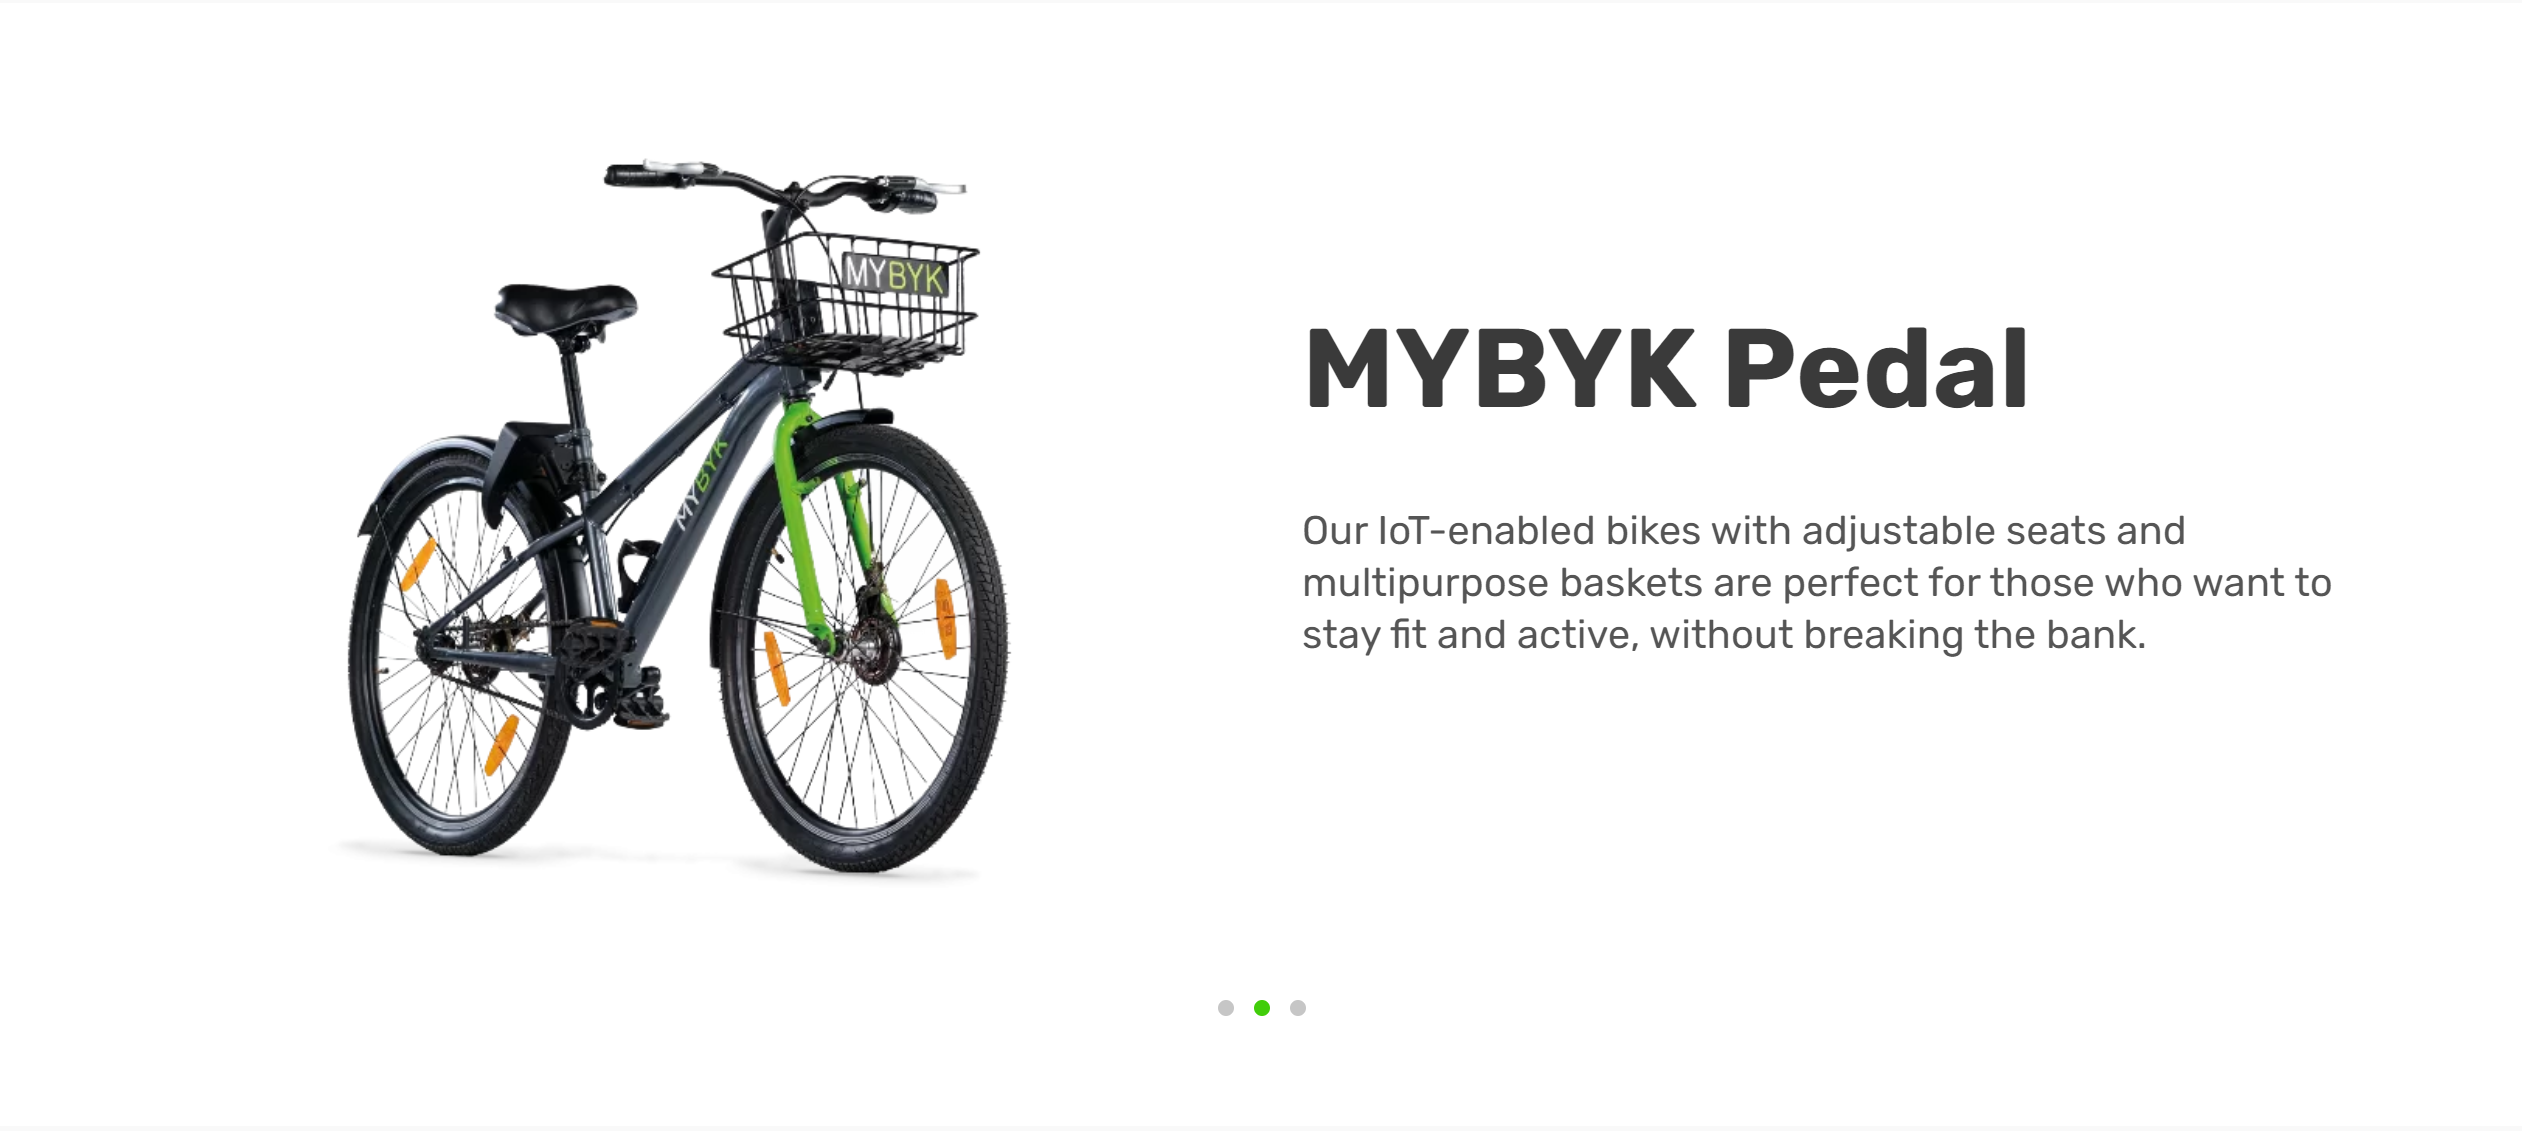 MYBYK
MYBYK
MYBYK Pedal
Our IoT-enabled bikes with adjustable seats and
multipurpose baskets are perfect for those who want to
stay fit and active, without breaking the bank.